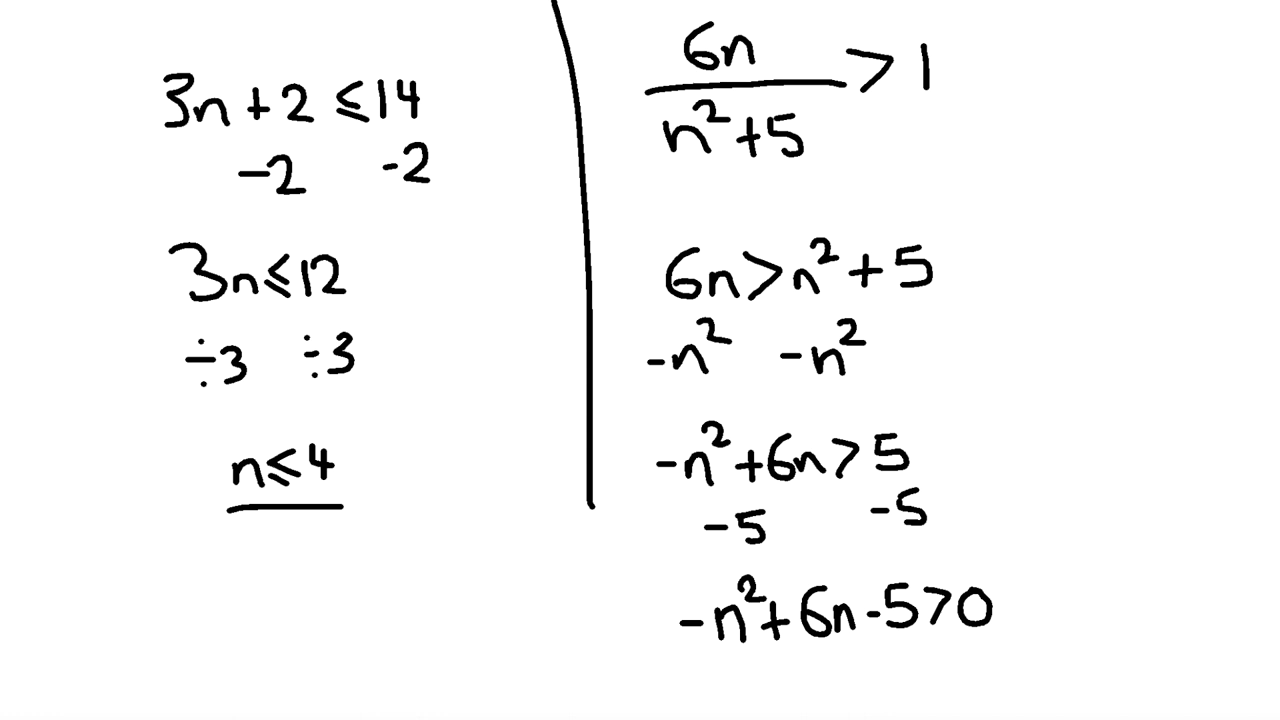 3n + 2 ≤ 14
-2 -2
3n ≤ 12
÷3 ÷3
n ≤ 4
6n
n² + 5
> 1
6n > n² + 5
-n² -n²
-n² + 6n > 5
-5 -5
-n² + 6n - 5 > 0